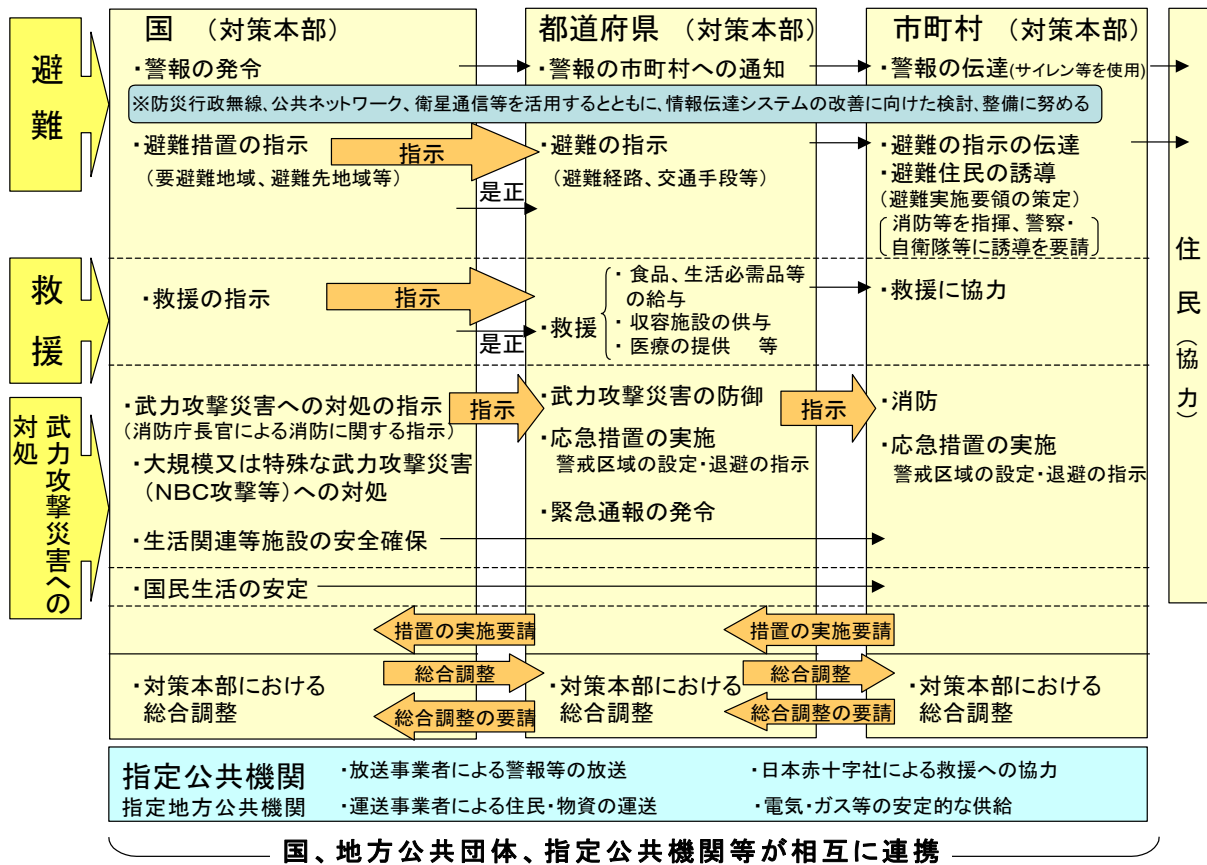 国 (対策本部)
都道府県 (対策本部)
市町村 (対策本部)
避難
・警報の発令
・警報の市町村への通知
・警報の伝達(サイレン等を使用)
※防災行政無線、公共ネットワーク、衛星通信等を活用するとともに、情報伝達システムの改善に向けた検討、整備に努める
・避難措置の指示
(要避難地域、避難先地域等)
指示
是正
・避難の指示
(避難経路、交通手段等)
・避難の指示の伝達
・避難住民の誘導
(避難実施要領の策定)
消防等を指揮、警察・
自衛隊等に誘導を要請
住民(協力)
救援
・救援の指示
指示
是正
・救援
・食品、生活必需品等
の給与
・収容施設の供与
・医療の提供 等
・救援に協力
武力攻撃災害への
対処
・武力攻撃災害への対処の指示
(消防庁長官による消防に関する指示)
・大規模又は特殊な武力攻撃災害
(NBC攻撃等)への対処
・生活関連等施設の安全確保
・国民生活の安定
指示
・武力攻撃災害の防御
・応急措置の実施
警戒区域の設定・退避の指示
・緊急通報の発令
指示
・消防
・応急措置の実施
警戒区域の設定・退避の指示
措置の実施要請
措置の実施要請
・対策本部における
総合調整
総合調整
総合調整の要請
・対策本部における
総合調整
総合調整
総合調整の要請
・対策本部における
総合調整
指定公共機関
指定地方公共機関
・放送事業者による警報等の放送
・日本赤十字社による救援への協力
・運送事業者による住民・物資の運送
・電気・ガス等の安定的な供給
国、地方公共団体、指定公共機関等が相互に連携